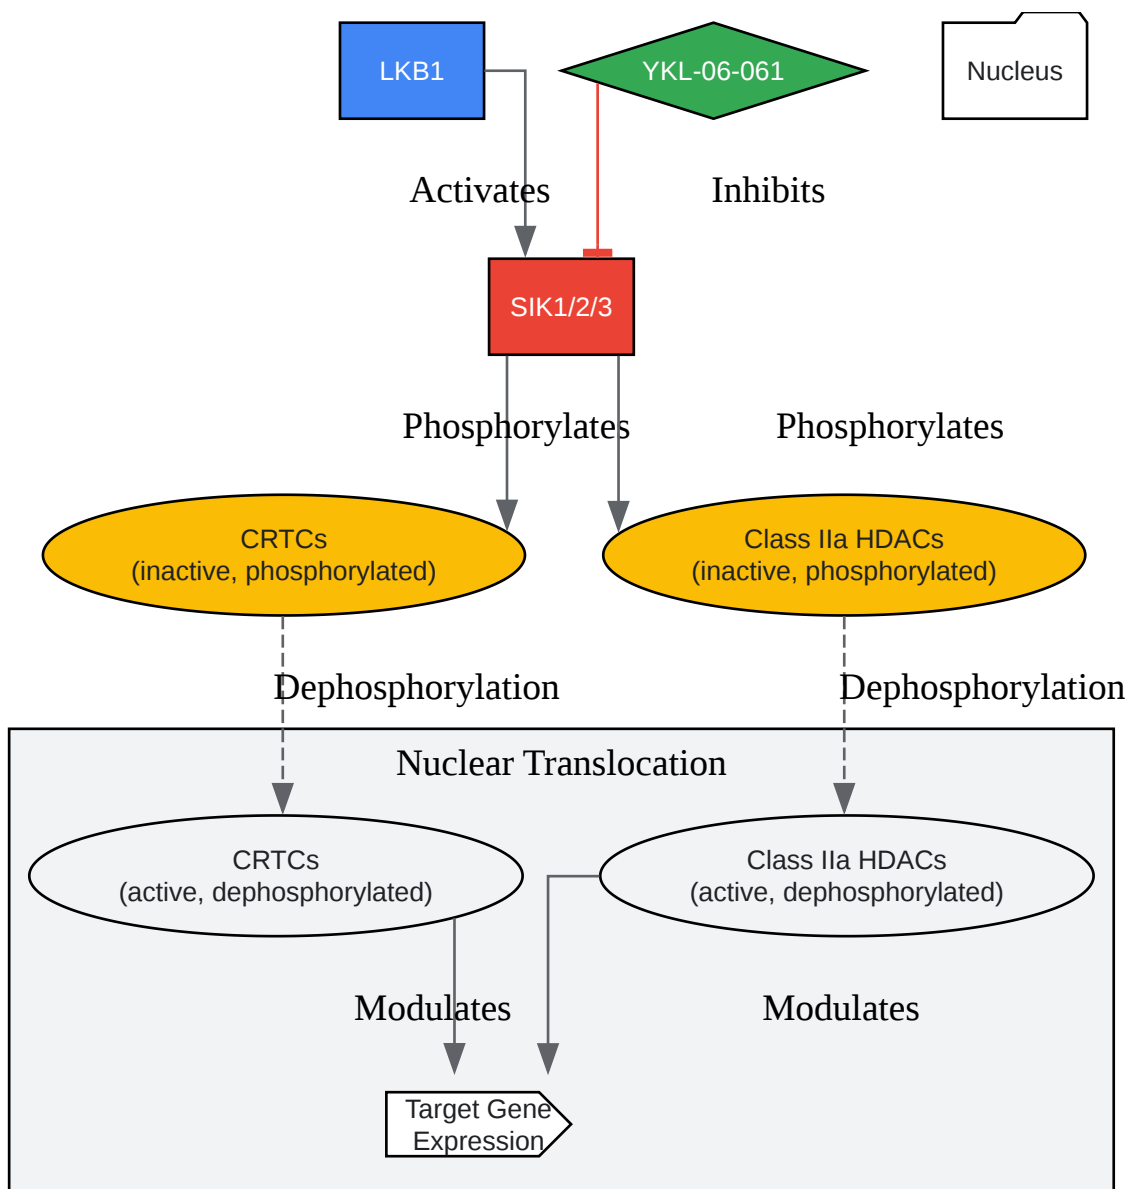 LKB1
YKL-06-061
Nucleus
Activates
Inhibits
SIK1/2/3
Phosphorylates
Phosphorylates
CRTCs
(inactive, phosphorylated)
Class IIa HDACs
(inactive, phosphorylated)
Dephosphorylation
Dephosphorylation
Nuclear Translocation
CRTCs
(active, dephosphorylated)
Class IIa HDACs
(active, dephosphorylated)
Modulates
Modulates
Target Gene
Expression